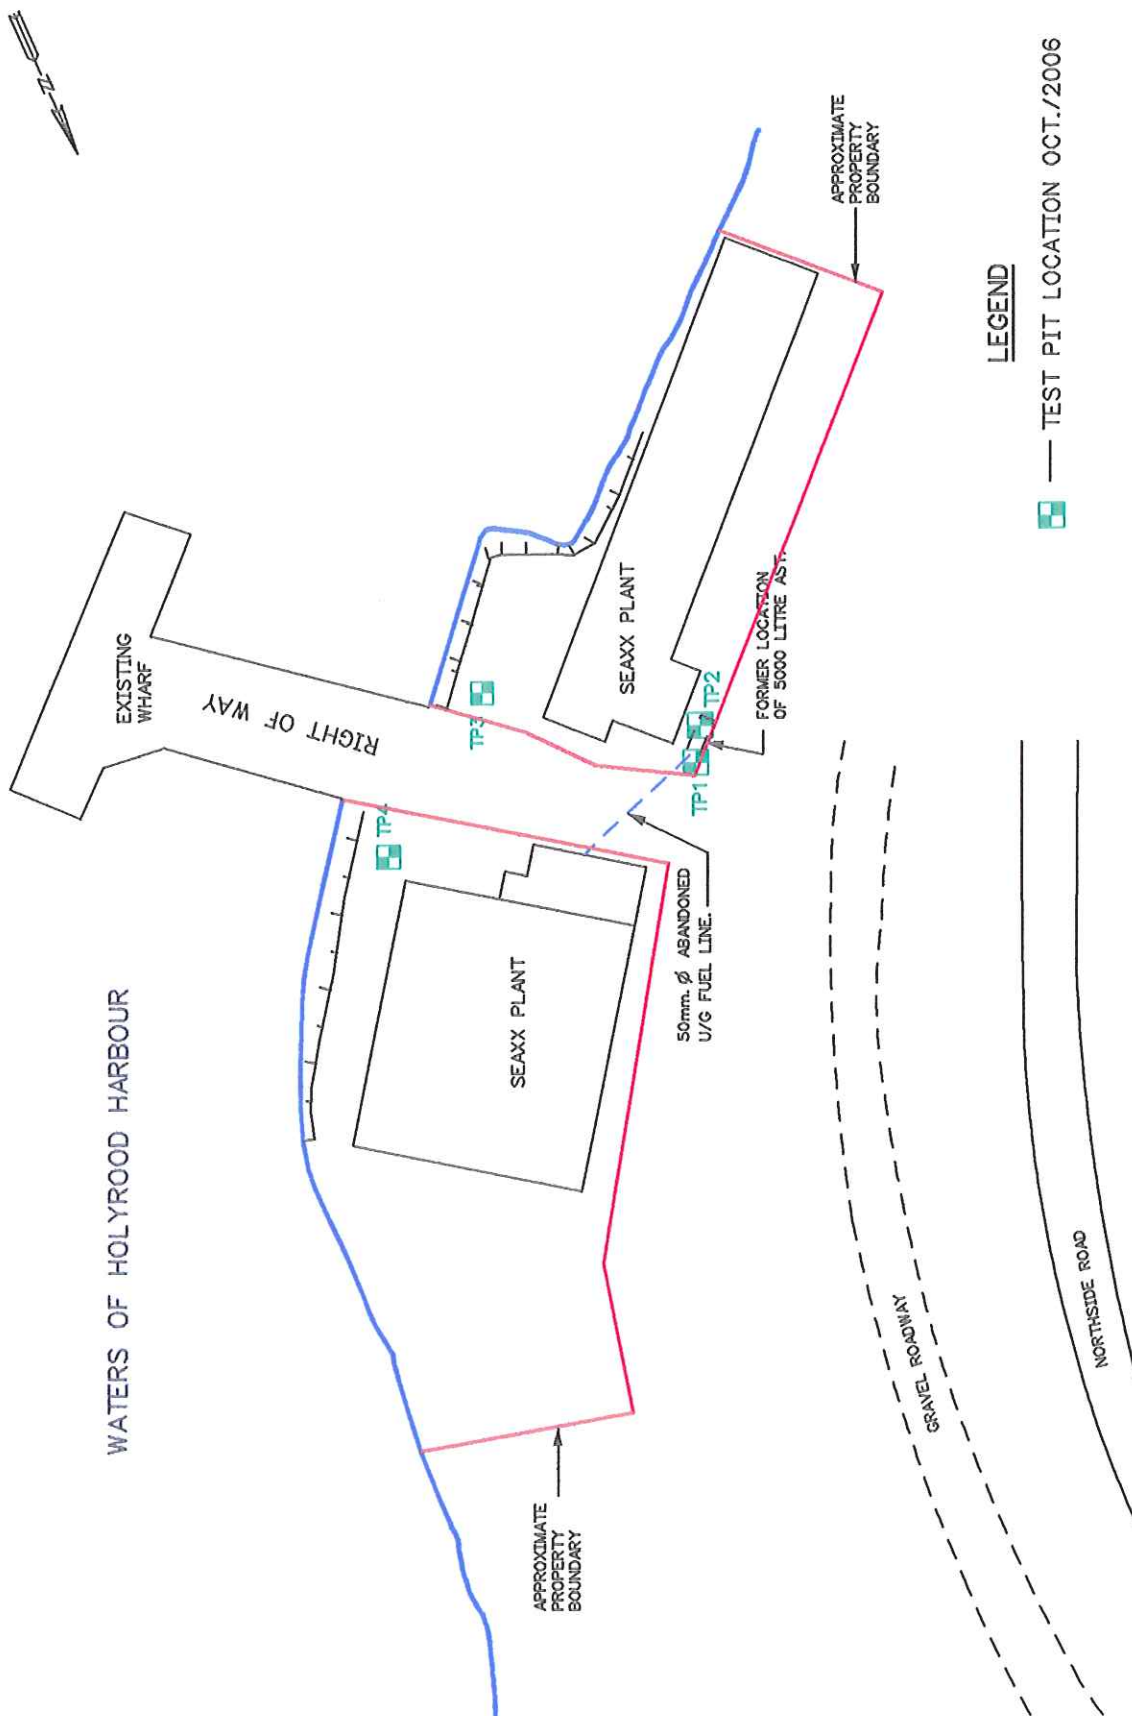 N
WATERS OF HOLYROOD HARBOUR
EXISTING
WHARF
RIGHT OF WAY
TP4
TP3
SEAXX PLANT
SEAXX PLANT
TP1
TP2
FORMER LOCATION
OF 5000 LITRE AST.
50mm. Ø ABANDONED
U/G FUEL LINE.
APPROXIMATE
PROPERTY
BOUNDARY
APPROXIMATE
PROPERTY
BOUNDARY
GRAVEL ROADWAY
NORTHSIDE ROAD
LEGEND
TEST PIT LOCATION OCT./2006